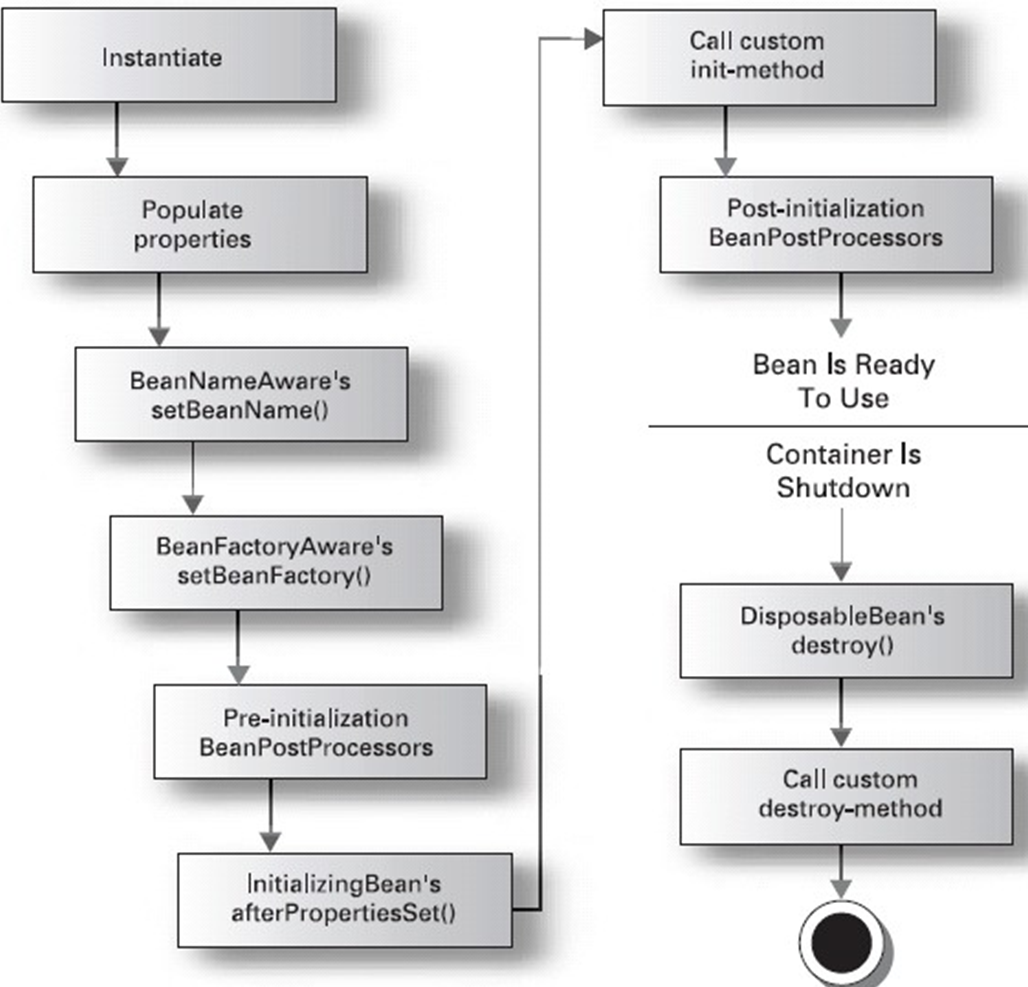 Instantiate
Populate
properties
BeanNameAware's
setBeanName()
BeanFactoryAware's
setBeanFactory()
Pre-initialization
BeanPostProcessors
InitializingBean's
afterPropertiesSet()
Call custom
init-method
Post-initialization
BeanPostProcessors
Bean Is Ready
To Use
Container Is
Shutdown
DisposableBean's
destroy()
Call custom
destroy-method